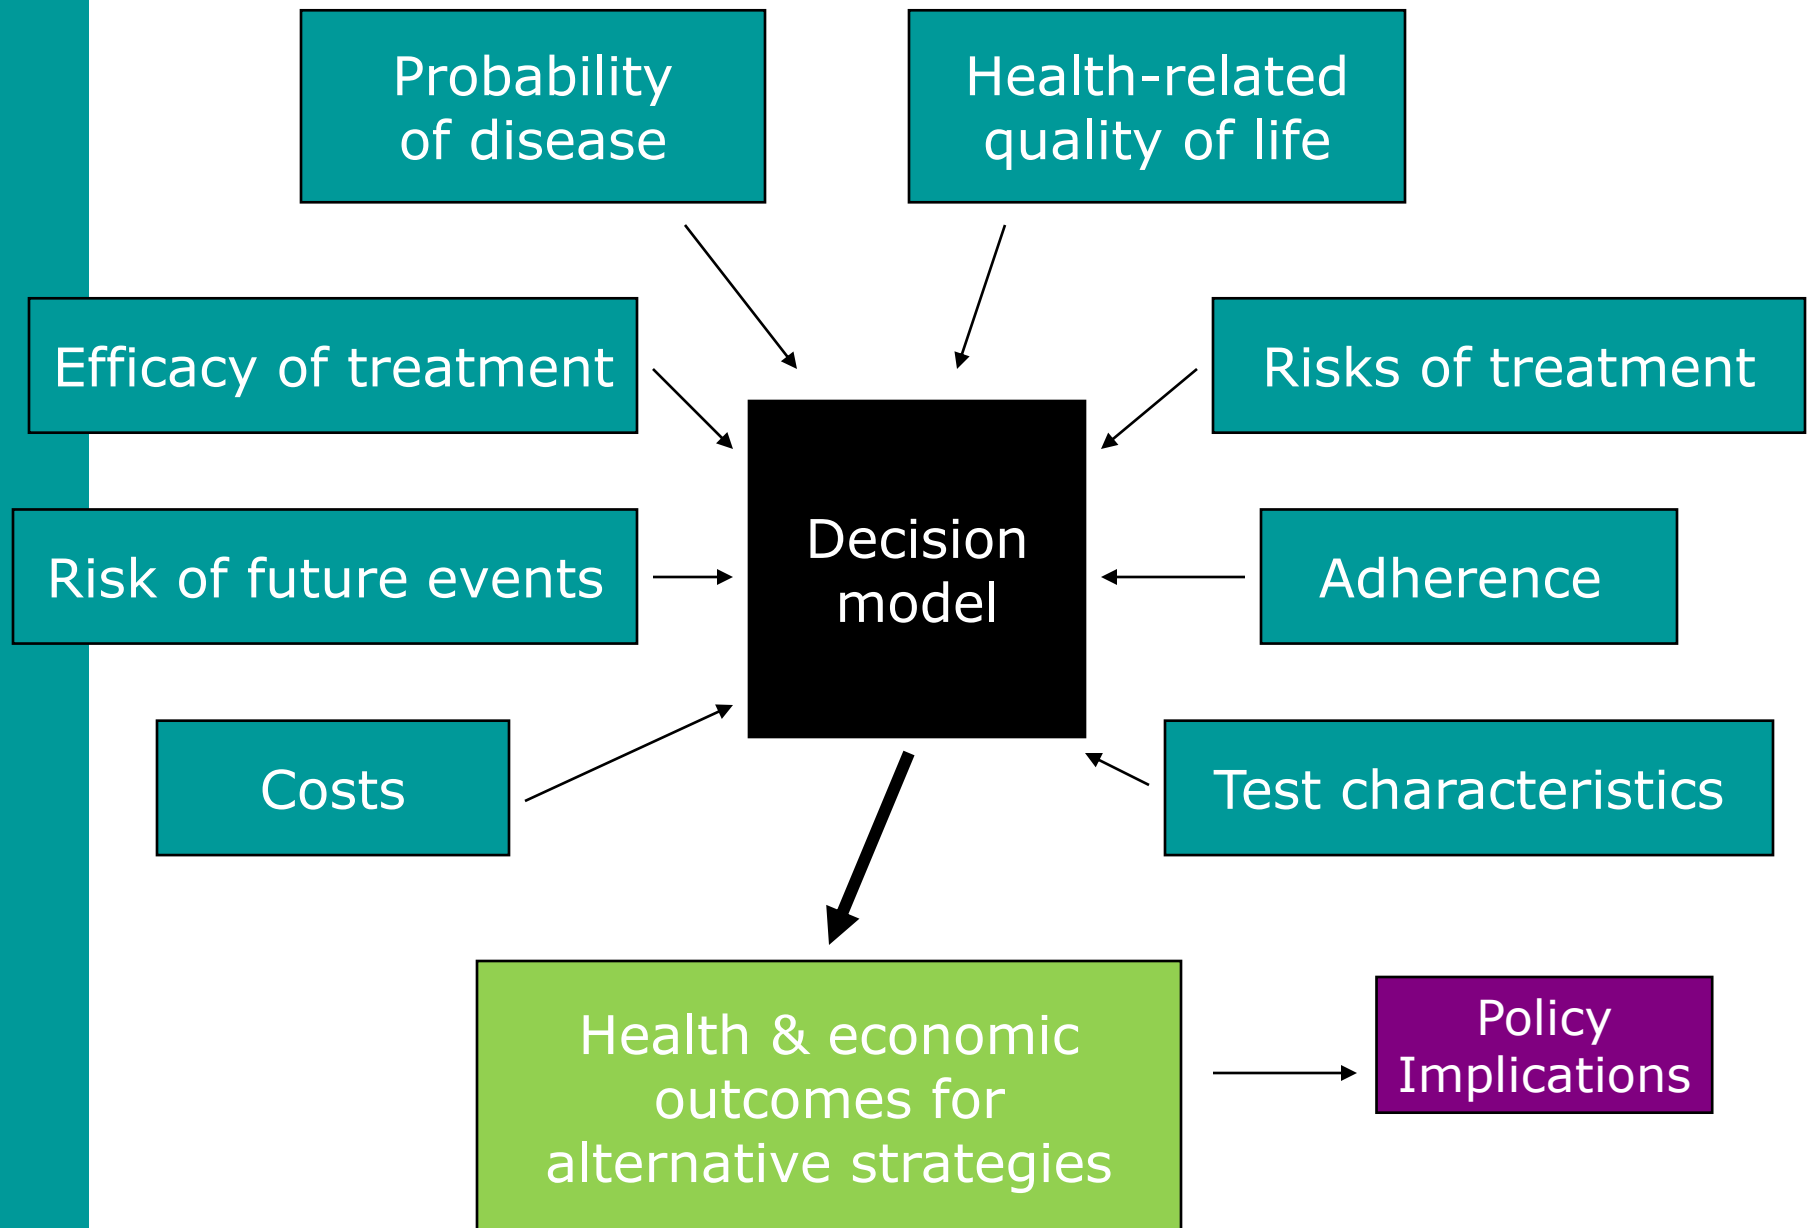 Probability
of disease
Health-related
quality of life
Efficacy of treatment
Risks of treatment
Decision
model
Risk of future events
Adherence
Costs
Test characteristics
Health & economic
outcomes for
alternative strategies
Policy
Implications